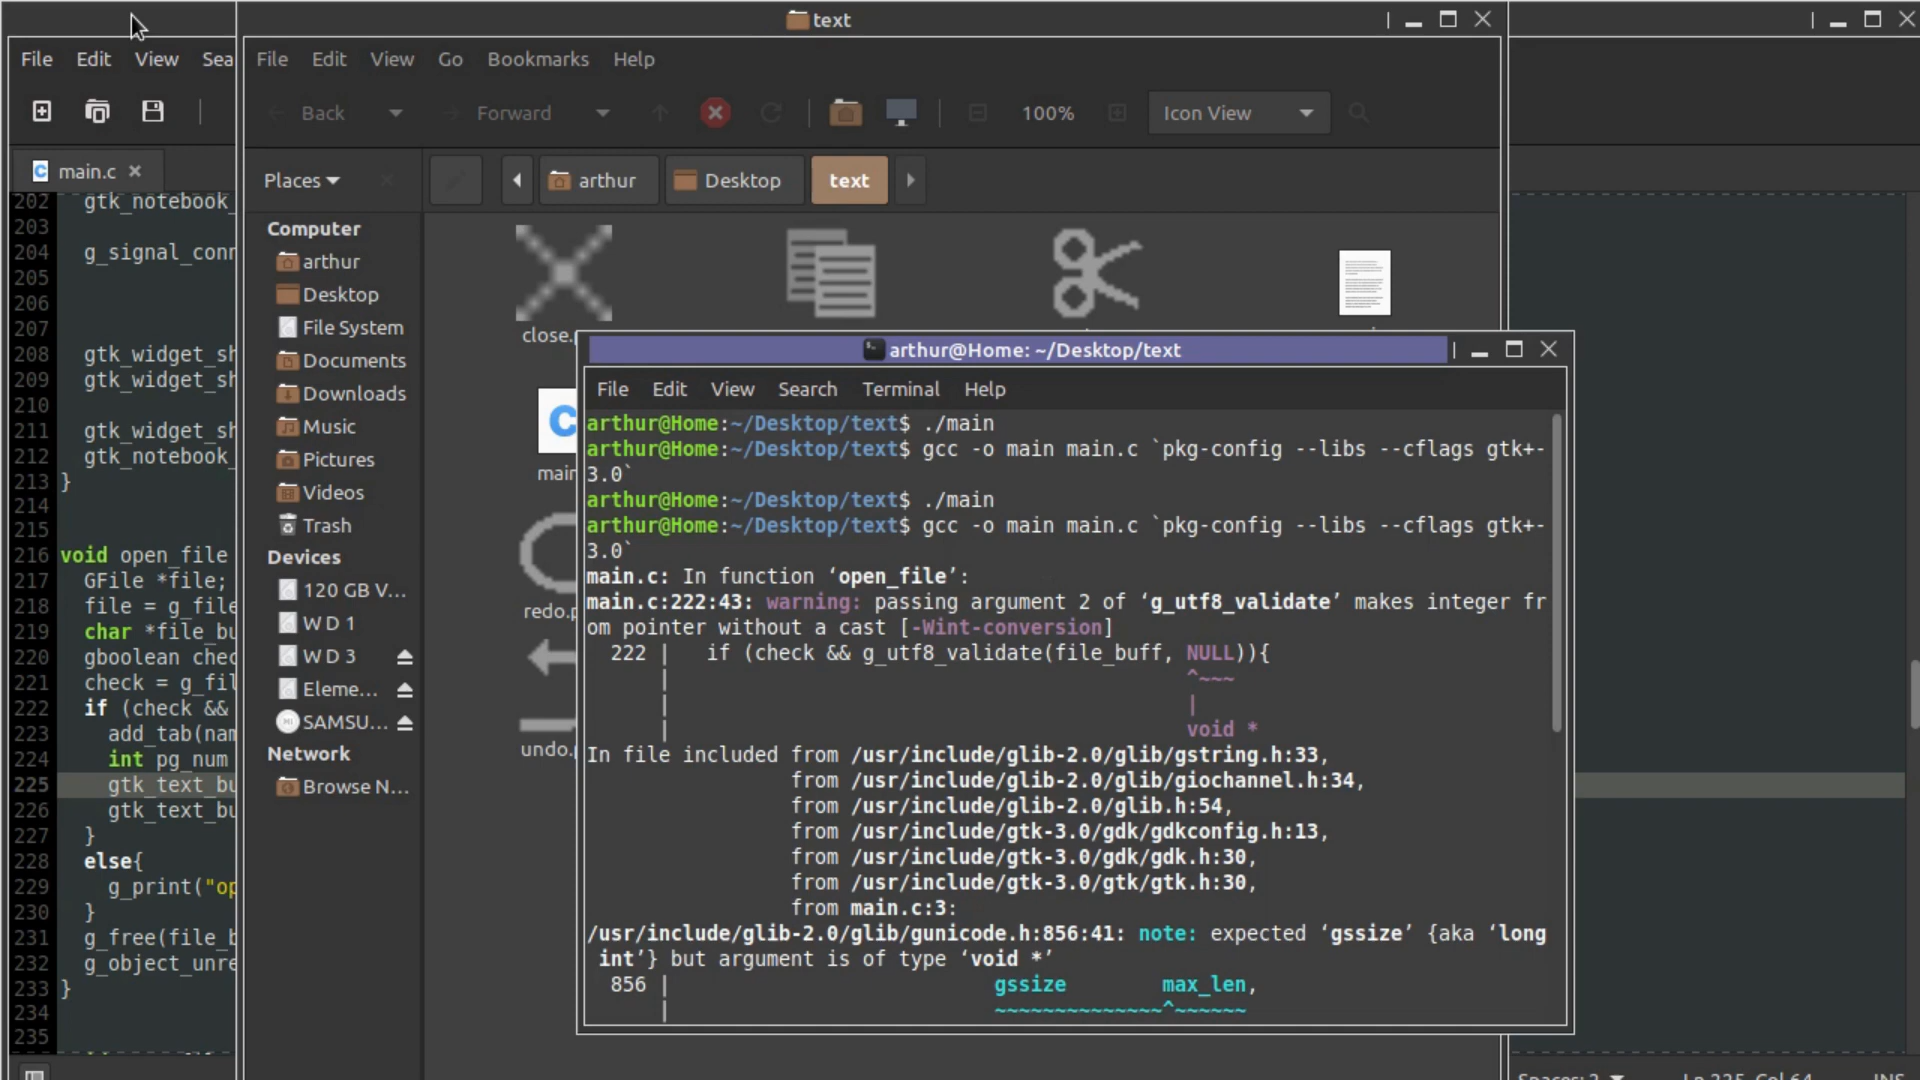 text
File Edit View
File Edit View Go Bookmarks Help
Back Forward 100% Icon View
main.c
Places
arthur Desktop text
Computer
arthur
Desktop
File System
Documents
Downloads
Music
Pictures
Videos
Trash
Devices
120 GB V...
W D 1
W D 3
Eleme...
SAMSU...
Network
Browse N...
202 gtk_notebook_
203
204 g_signal_conn
205
206
207
208 gtk_widget_sh
209 gtk_widget_sh
210
211 gtk_widget_sh
212 gtk_notebook_
213 }
214
215
216 void open_file
217 GFile *file;
218 file = g_file
219 char *file_bu
220 gboolean chec
221 check = g_fil
222 if (check &&
223 add_tab(nam
224 int pg_num
225 gtk_text_bu
226 gtk_text_bu
227 }
228 else{
229 g_print("op
230 }
231 g_free(file_b
232 g_object_unre
233 }
234
235
close.
main
redo.
undo.
arthur@Home: ~/Desktop/text
File Edit View Search Terminal Help
arthur@Home:~/Desktop/text$ ./main
arthur@Home:~/Desktop/text$ gcc -o main main.c `pkg-config --libs --cflags gtk+-
3.0`
arthur@Home:~/Desktop/text$ ./main
arthur@Home:~/Desktop/text$ gcc -o main main.c `pkg-config --libs --cflags gtk+-
3.0`
main.c: In function ‘open_file’:
main.c:222:43: warning: passing argument 2 of ‘g_utf8_validate’ makes integer fr
om pointer without a cast [-Wint-conversion]
222 | if (check && g_utf8_validate(file_buff, NULL)){
| ^~~~
| |
| void *
In file included from /usr/include/glib-2.0/glib/gstring.h:33,
from /usr/include/glib-2.0/glib/giochannel.h:34,
from /usr/include/glib-2.0/glib.h:54,
from /usr/include/gtk-3.0/gdk/gdkconfig.h:13,
from /usr/include/gtk-3.0/gdk/gdk.h:30,
from /usr/include/gtk-3.0/gtk/gtk.h:30,
from main.c:3:
/usr/include/glib-2.0/glib/gunicode.h:856:41: note: expected ‘gssize’ {aka ‘long
int’} but argument is of type ‘void *’
856 | gssize max_len,
| ~~~~~~~~~~~~~~^~~~~~~
Spaces: 2 Ln 225, Col 64 INS